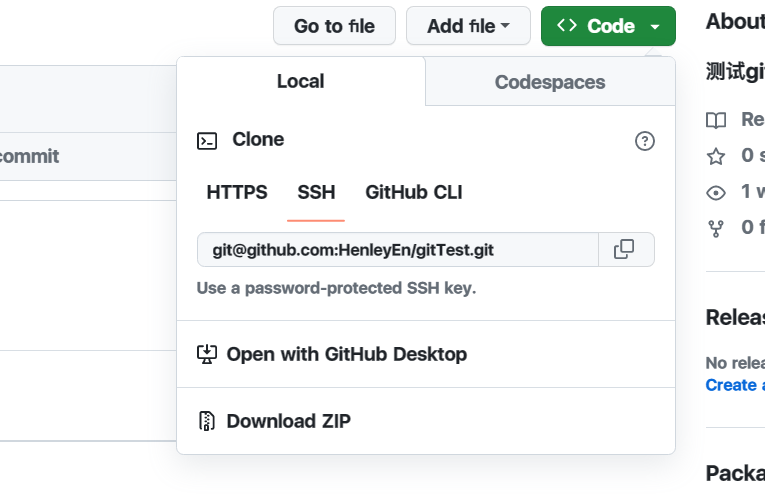 Go to file
Add file
Code
About
测试git
Local
Codespaces
commit
Clone
HTTPS
SSH
GitHub CLI
git@github.com:HenleyEn/gitTest.git
Use a password-protected SSH key.
Open with GitHub Desktop
Download ZIP
Re
0 s
1 w
0 f
Releas
No relea
Create a
Packa